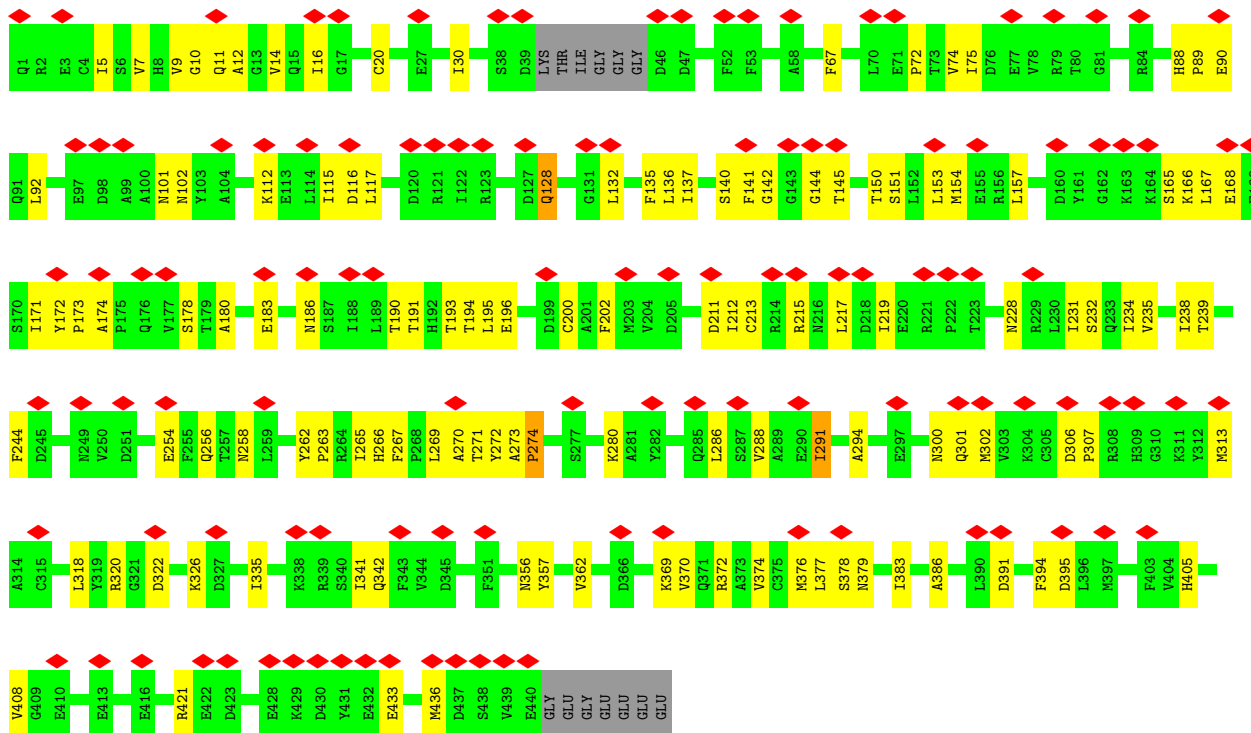 Q1 R2 E3 C4 I5 S6 V7 H8 V9 G10 Q11 A12 G13 V14 Q15 I16 G17 C20 E27 I30 S38 D39 LYS THR ILE GLY GLY GLY D46 D47 F52 F53 A58 F67 L70 E71 P72 T73 V74 I75 D76 E77 V78 R79 T80 G81 R84 H88 P89 E90
Q91 L92 E97 D98 A99 A100 N101 N102 Y103 A104 K112 E113 L114 I115 D116 L117 D120 R121 I122 R123 D127 Q128 G131 L132 F135 L136 I137 S140 F141 G142 G143 G144 T145 T150 S151 L152 L153 M154 E155 R156 L157 D160 Y161 G162 K163 K164 S165 K166 L167 E168
S170 I171 Y172 P173 A174 P175 Q176 V177 S178 T179 A180 E183 N186 S187 I188 L189 T190 T191 H192 T193 T194 L195 E196 D199 C200 A201 F202 M203 V204 D205 D211 I212 C213 R214 R215 N216 L217 D218 I219 E220 R221 P222 T223 N228 R229 L230 I231 S232 Q233 I234 V235 I238 T239
F244 D245 N249 V250 D251 E254 F255 Q256 T257 N258 L259 Y262 P263 R264 I265 H266 F267 P268 L269 A270 T271 Y272 A273 P274 S277 K280 A281 Y282 Q285 L286 S287 V288 A289 E290 I291 A294 E297 N300 Q301 M302 V303 K304 C305 D306 P307 R308 H309 G310 K311 Y312 M313
A314 C315 L318 Y319 R320 G321 D322 K326 D327 I335 K338 R339 S340 I341 Q342 F343 V344 D345 F351 N356 Y357 V362 D366 K369 V370 Q371 R372 A373 V374 C375 M376 L377 S378 N379 I383 A386 L390 D391 F394 D395 L396 M397 F403 V404 H405
V408 G409 E410 E413 E416 R421 E422 D423 E428 K429 D430 Y431 E432 E433 M436 D437 S438 V439 E440 GLY GLU GLY GLU GLU GLU GLU